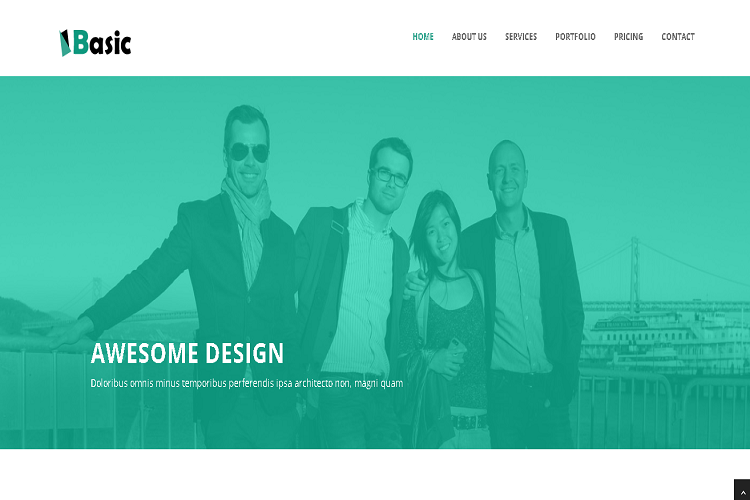 Basic
HOME ABOUT US SERVICES PORTFOLIO PRICING CONTACT
AWESOME DESIGN
Doloribus omnis minus temporibus perferendis ipsa architecto non, magni quam